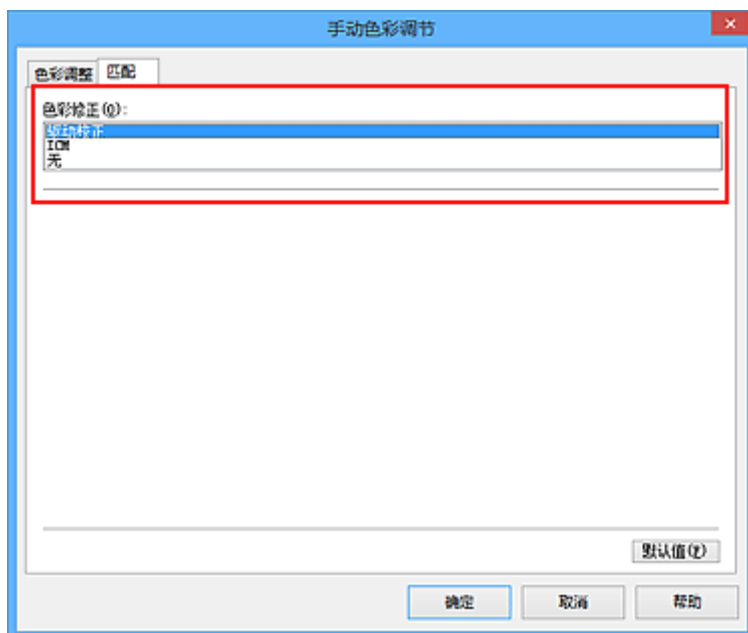 手动色彩调节
色彩调整 匹配
色彩修正(Q):
驱动校正
ICM
无
默认值(Y)
确定 取消 帮助